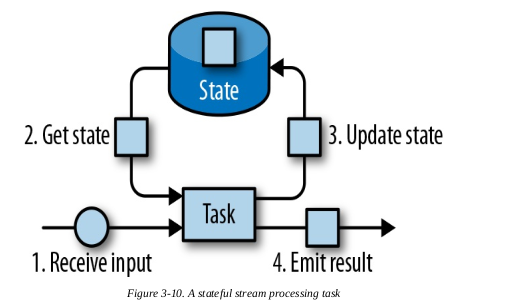 State
2. Get state
3. Update state
Task
1. Receive input
4. Emit result
Figure 3-10. A stateful stream processing task